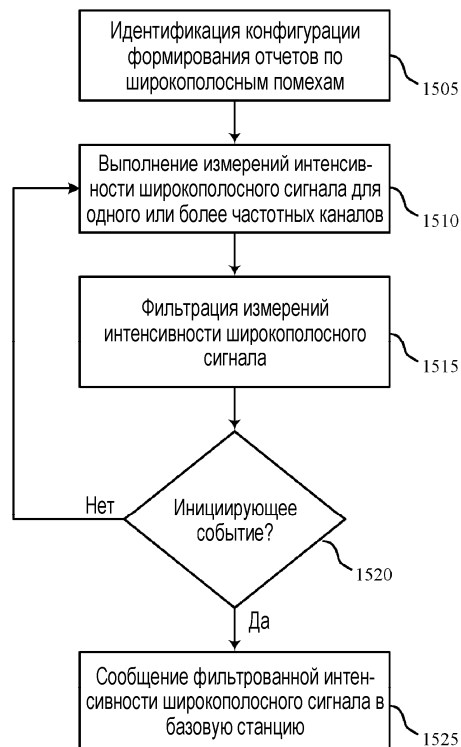 Идентификация конфигурации
формирования отчетов по
широкополосным помехам
1505
Выполнение измерений интенсив-
ности широкополосного сигнала для
одного или более частотных каналов
1510
Фильтрация измерений
интенсивности широкополосного
сигнала
1515
Нет
Инициирующее
событие?
1520
Да
Сообщение фильтрованной интен-
сивности широкополосного сигнала в
базовую станцию
1525